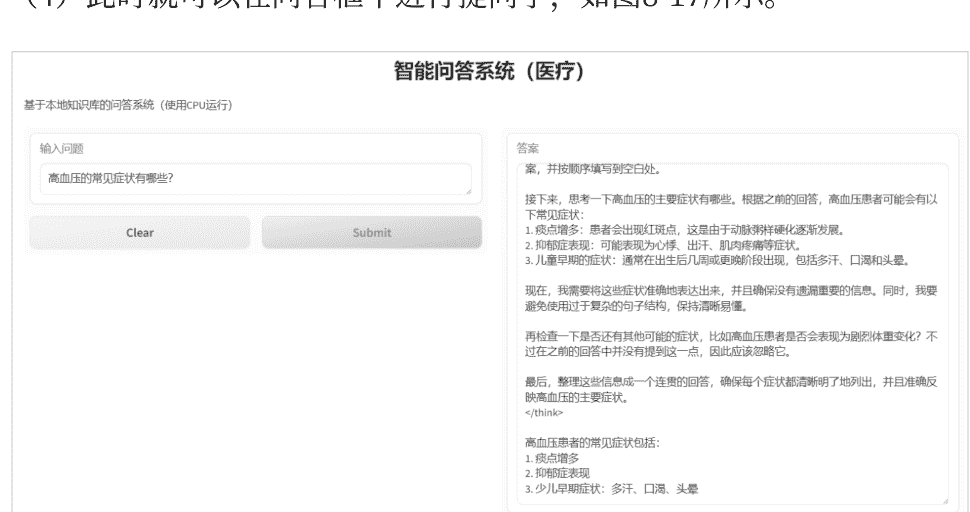 （4）此时就可以在问答框中进行提问了，如图8-17所示。
智能问答系统（医疗）
基于本地知识库的问答系统（使用CPU运行）
输入问题
高血压的常见症状有哪些？
Clear
Submit
答案
案，并按顺序填写到空白处。
接下来，思考一下高血压的主要症状有哪些。根据之前的回答，高血压患者可能会有以
下常见症状：
1. 痰点增多：患者会出现红斑点，这是由于动脉粥样硬化逐渐发展。
2. 抑郁症表现：可能表现为心悸、出汗、肌肉疼痛等症状。
3. 儿童早期的症状：通常在出生后几周或更晚阶段出现，包括多汗、口渴和头晕。
现在，我需要将这些症状准确地表达出来，并且确保没有遗漏重要的信息。同时，我要
避免使用过于复杂的句子结构，保持清晰易懂。
再检查一下是否还有其他可能的症状，比如高血压患者是否会表现为剧烈体重变化？不
过在之前的回答中并没有提到这一点，因此应该忽略它。
最后，整理这些信息成一个连贯的回答，确保每个症状都清晰明了地列出，并且准确反
映高血压的主要症状。
</think>
高血压患者的常见症状包括：
1. 痰点增多
2. 抑郁症表现
3. 少儿早期症状：多汗、口渴、头晕